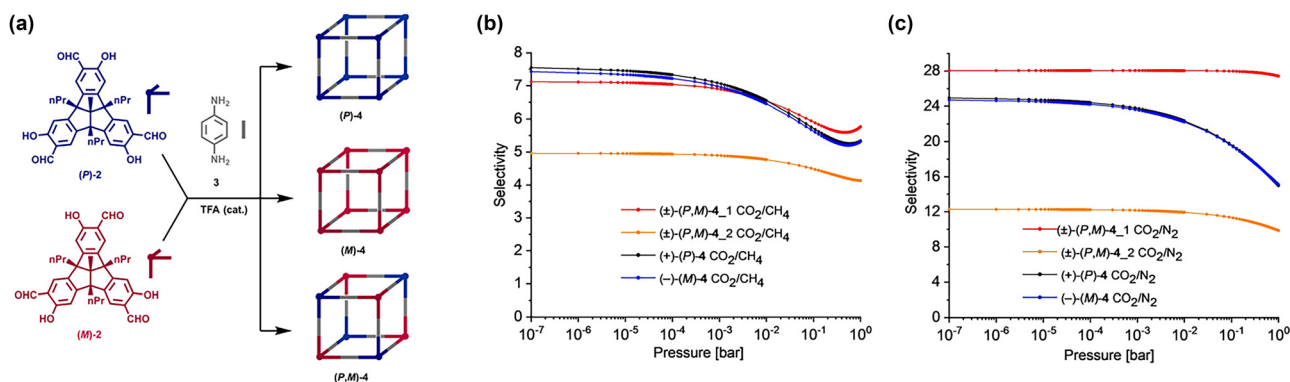 (a)
OHC
OH
nPr
nPr
HO
CHO
nPr
OHC
OH
(P)-2
HO
CHO
nPr
nPr
OHC
OH
nPr
HO
CHO
(M)-2
NH2
NH2
3
TFA (cat.)
(P)-4
(M)-4
(P,M)-4
(b)
8
7
6
5
4
3
2
1
0
Selectivity
(±)-(P,M)-4_1 CO2/CH4
(±)-(P,M)-4_2 CO2/CH4
(+)-(P)-4 CO2/CH4
(–)-(M)-4 CO2/CH4
10-7 10-6 10-5 10-4 10-3 10-2 10-1 100
Pressure [bar]
(c)
28
24
20
16
12
8
4
0
Selectivity
(±)-(P,M)-4_1 CO2/N2
(±)-(P,M)-4_2 CO2/N2
(+)-(P)-4 CO2/N2
(–)-(M)-4 CO2/N2
10-7 10-6 10-5 10-4 10-3 10-2 10-1 100
Pressure [bar]